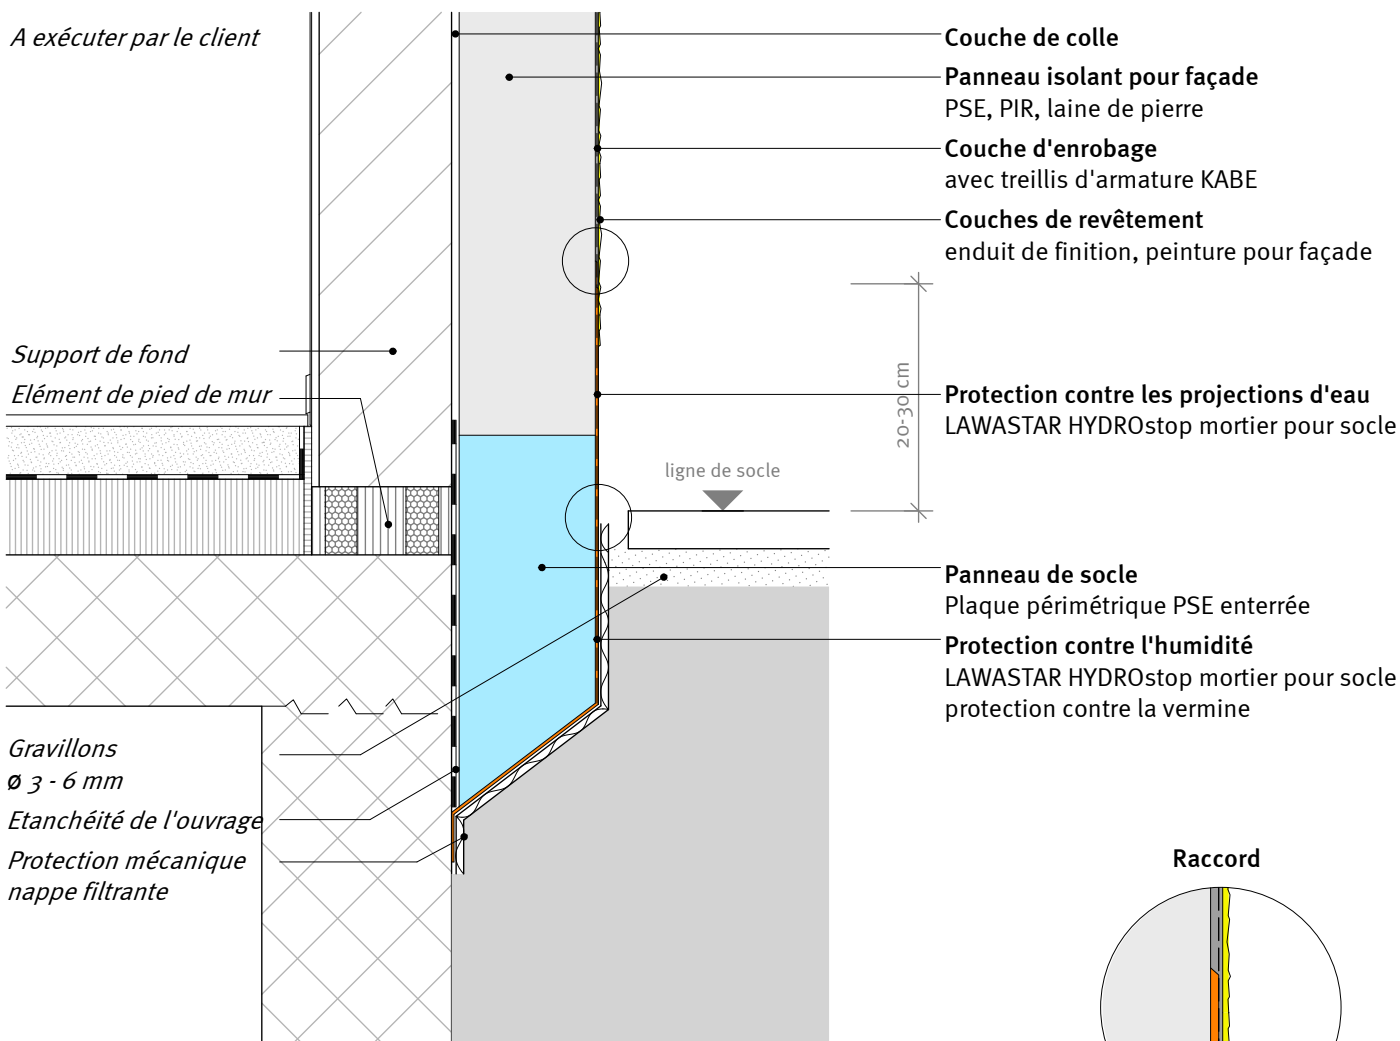 A exécuter par le client
Couche de colle
Panneau isolant pour façade
PSE, PIR, laine de pierre
Couche d'enrobage
avec treillis d'armature KABE
Couches de revêtement
enduit de finition, peinture pour façade
Support de fond
Elément de pied de mur
20-30 cm
Protection contre les projections d'eau
LAWASTAR HYDROstop mortier pour socle
ligne de socle
Panneau de socle
Plaque périmétrique PSE enterrée
Protection contre l'humidité
LAWASTAR HYDROstop mortier pour socle
protection contre la vermine
Gravillons
ø 3 - 6 mm
Etanchéité de l'ouvrage
Protection mécanique
nappe filtrante
Raccord